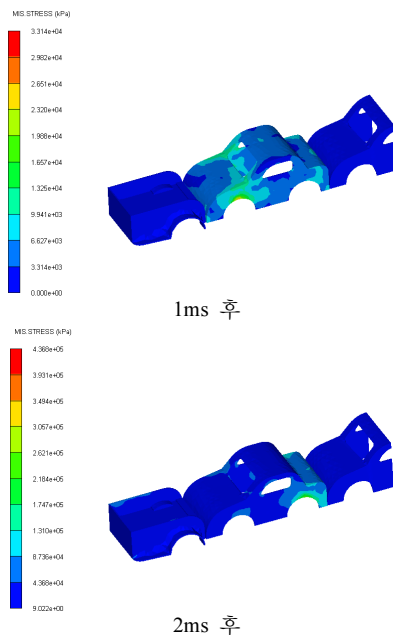 MIS.STRESS (kPa)
3.314e+04
2.982e+04
2.651e+04
2.320e+04
1.988e+04
1.657e+04
1.325e+04
9.941e+03
6.627e+03
3.314e+03
0.000e+00
1ms 후
MIS.STRESS (kPa)
4.368e+05
3.931e+05
3.494e+05
3.057e+05
2.621e+05
2.184e+05
1.747e+05
1.310e+05
8.736e+04
4.368e+04
9.022e+00
2ms 후